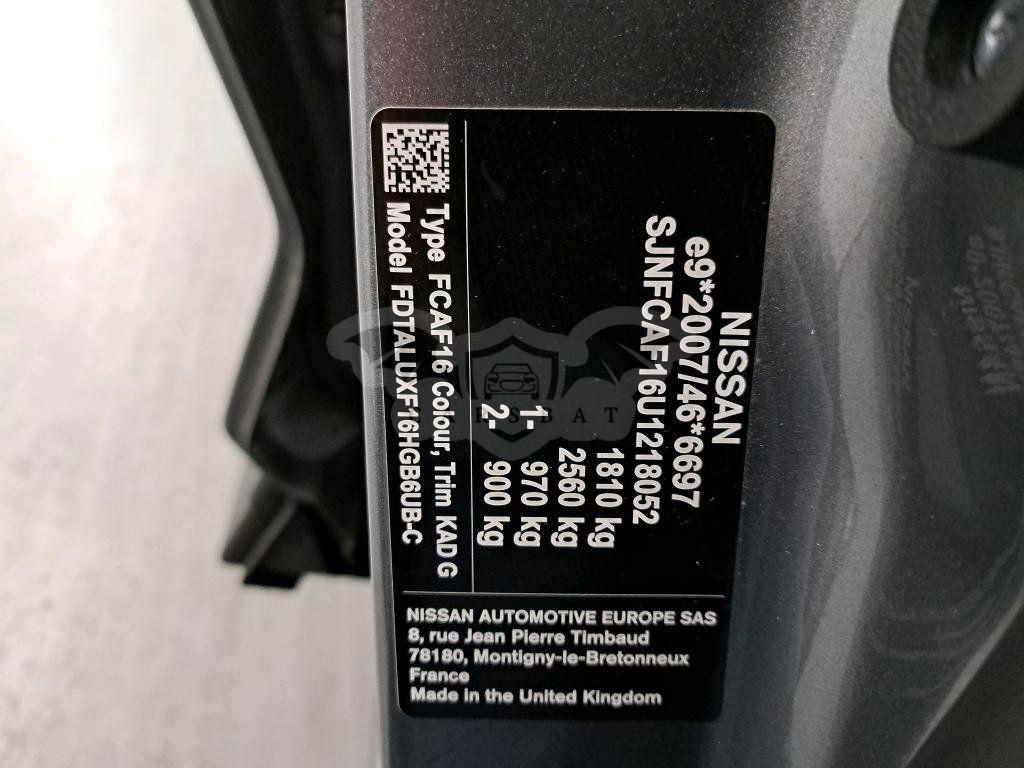 NISSAN
e9*2007/46*6697
SJNFCAF16U1218052
1810 kg
2560 kg
1- 970 kg
2- 900 kg
Type FCAF16 Colour, Trim KAD G
Model FDTALUXF16HGB6UB-C
NISSAN AUTOMOTIVE EUROPE SAS
8, rue Jean Pierre Timbaud
78180, Montigny-le-Bretonneux
France
Made in the United Kingdom